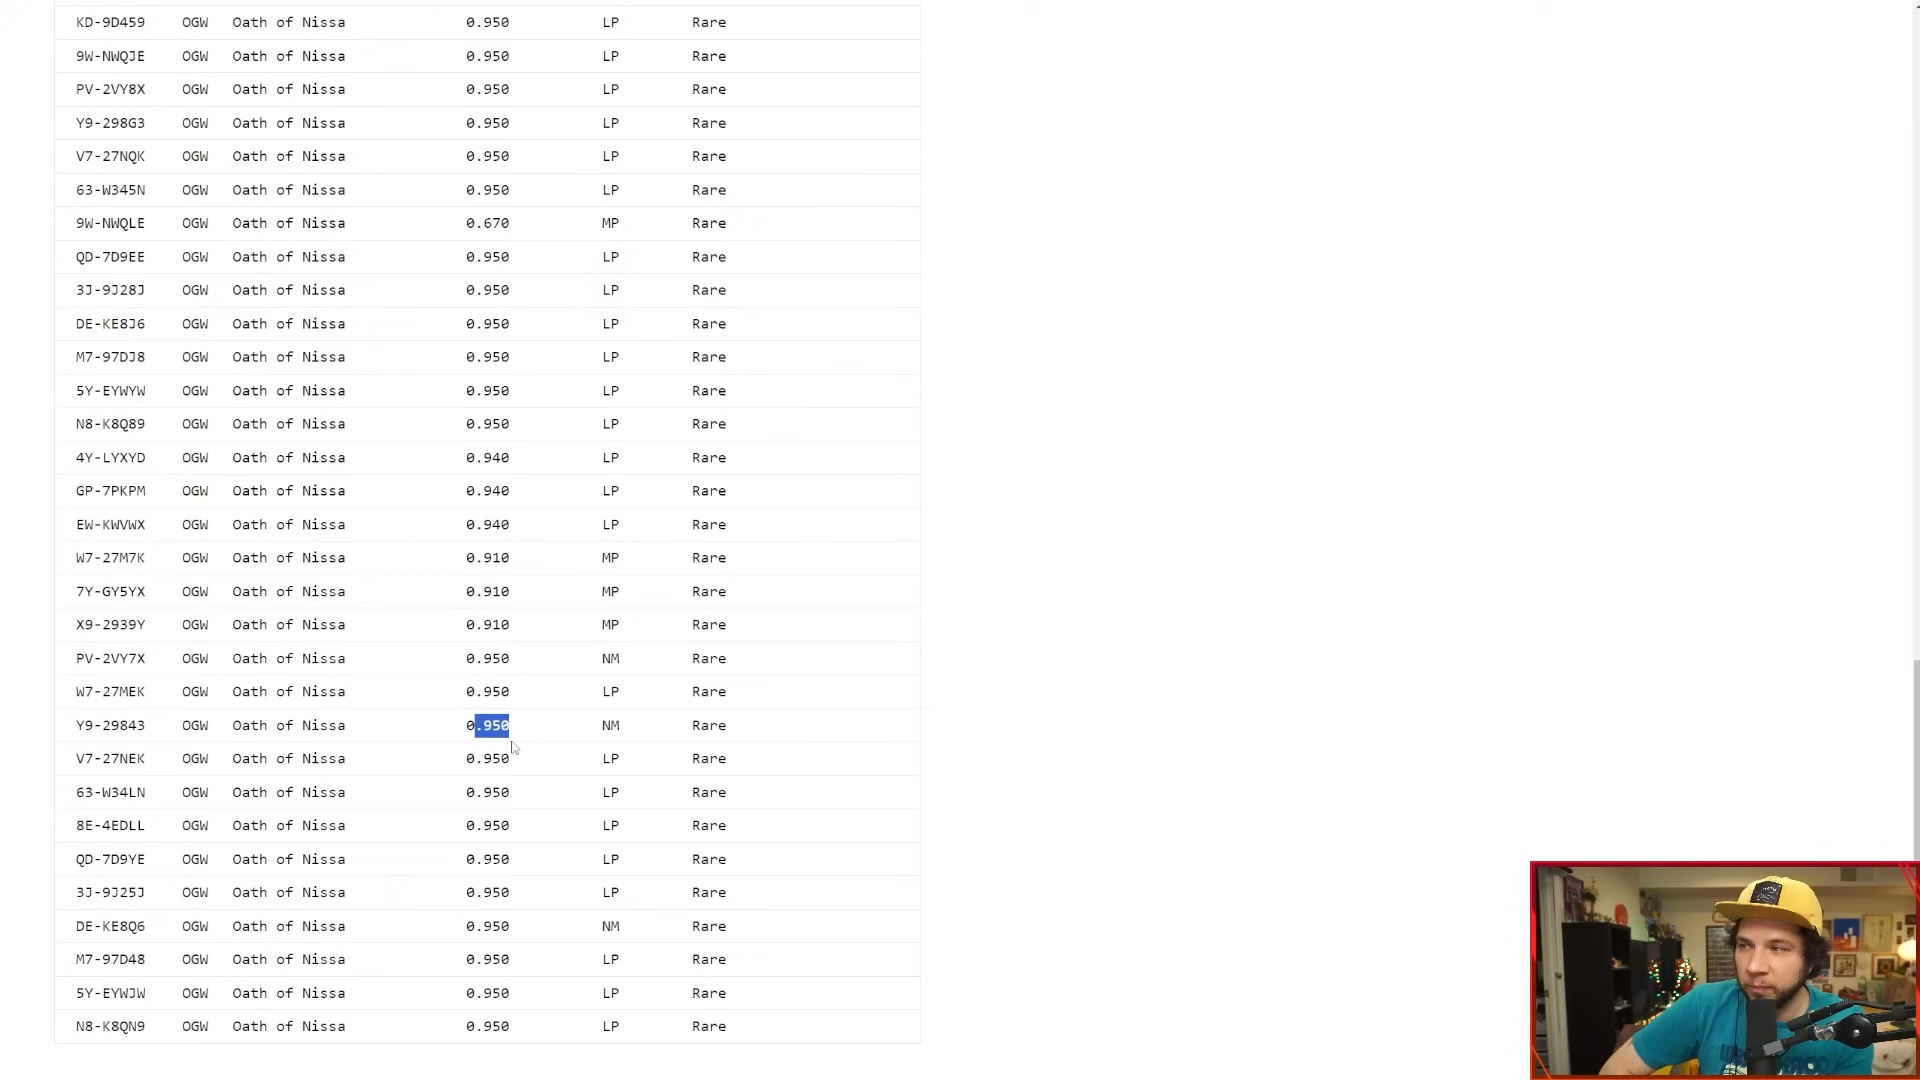 KD-9D459 OGW Oath of Nissa 0.950 LP Rare
9W-NWQJE OGW Oath of Nissa 0.950 LP Rare
PV-2VY8X OGW Oath of Nissa 0.950 LP Rare
Y9-298G3 OGW Oath of Nissa 0.950 LP Rare
V7-27NQK OGW Oath of Nissa 0.950 LP Rare
63-W345N OGW Oath of Nissa 0.950 LP Rare
9W-NWQLE OGW Oath of Nissa 0.670 MP Rare
QD-7D9EE OGW Oath of Nissa 0.950 LP Rare
3J-9J28J OGW Oath of Nissa 0.950 LP Rare
DE-KE8J6 OGW Oath of Nissa 0.950 LP Rare
M7-97DJ8 OGW Oath of Nissa 0.950 LP Rare
5Y-EYWYW OGW Oath of Nissa 0.950 LP Rare
N8-K8Q89 OGW Oath of Nissa 0.950 LP Rare
4Y-LYXYD OGW Oath of Nissa 0.940 LP Rare
GP-7PKPM OGW Oath of Nissa 0.940 LP Rare
EW-KWVWX OGW Oath of Nissa 0.940 LP Rare
W7-27M7K OGW Oath of Nissa 0.910 MP Rare
7Y-GY5YX OGW Oath of Nissa 0.910 MP Rare
X9-2939Y OGW Oath of Nissa 0.910 MP Rare
PV-2VY7X OGW Oath of Nissa 0.950 NM Rare
W7-27MEK OGW Oath of Nissa 0.950 LP Rare
Y9-29843 OGW Oath of Nissa 0.950 NM Rare
V7-27NEK OGW Oath of Nissa 0.950 LP Rare
63-W34LN OGW Oath of Nissa 0.950 LP Rare
8E-4EDLL OGW Oath of Nissa 0.950 LP Rare
QD-7D9YE OGW Oath of Nissa 0.950 LP Rare
3J-9J25J OGW Oath of Nissa 0.950 LP Rare
DE-KE8Q6 OGW Oath of Nissa 0.950 NM Rare
M7-97D48 OGW Oath of Nissa 0.950 LP Rare
5Y-EYWJW OGW Oath of Nissa 0.950 LP Rare
N8-K8QN9 OGW Oath of Nissa 0.950 LP Rare